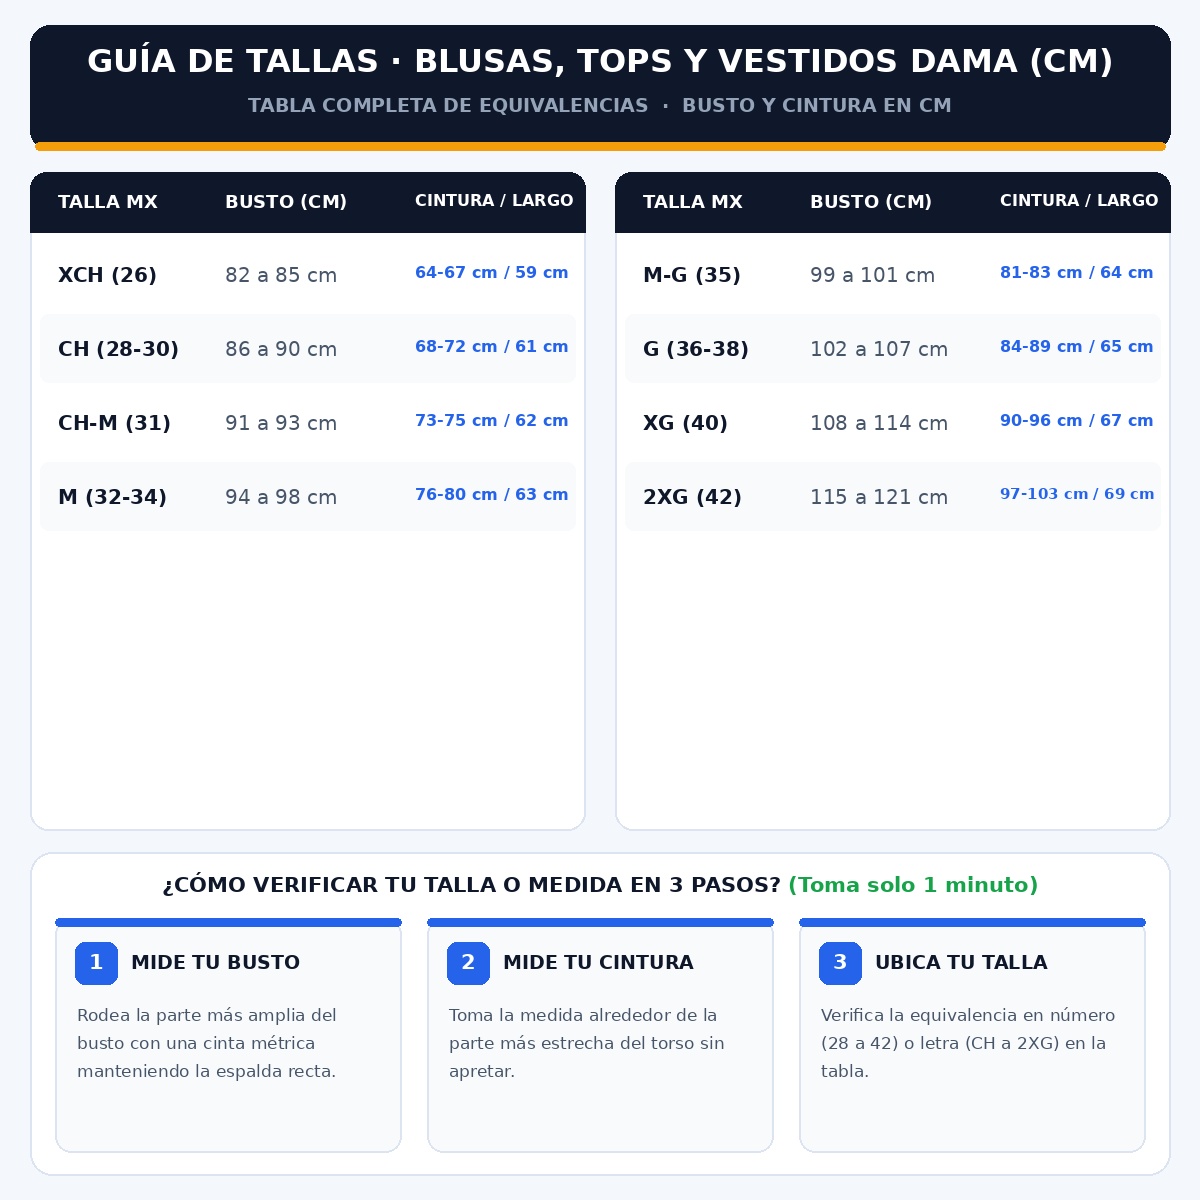 GUÍA DE TALLAS · BLUSAS, TOPS Y VESTIDOS DAMA (CM)
TABLA COMPLETA DE EQUIVALENCIAS · BUSTO Y CINTURA EN CM
TALLA MX BUSTO (CM) CINTURA / LARGO
XCH (26) 82 a 85 cm 64-67 cm / 59 cm
CH (28-30) 86 a 90 cm 68-72 cm / 61 cm
CH-M (31) 91 a 93 cm 73-75 cm / 62 cm
M (32-34) 94 a 98 cm 76-80 cm / 63 cm
TALLA MX BUSTO (CM) CINTURA / LARGO
M-G (35) 99 a 101 cm 81-83 cm / 64 cm
G (36-38) 102 a 107 cm 84-89 cm / 65 cm
XG (40) 108 a 114 cm 90-96 cm / 67 cm
2XG (42) 115 a 121 cm 97-103 cm / 69 cm
¿CÓMO VERIFICAR TU TALLA O MEDIDA EN 3 PASOS? (Toma solo 1 minuto)
1 MIDE TU BUSTO
Rodea la parte más amplia del
busto con una cinta métrica
manteniendo la espalda recta.
2 MIDE TU CINTURA
Toma la medida alrededor de la
parte más estrecha del torso sin
apretar.
3 UBICA TU TALLA
Verifica la equivalencia en número
(28 a 42) o letra (CH a 2XG) en la
tabla.